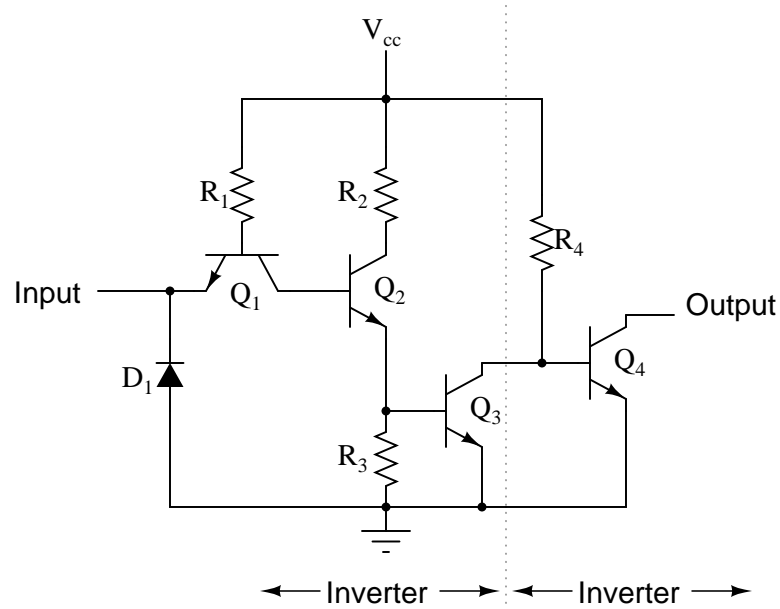 Vcc
R1
R2
R4
Input
Q1
Q2
Output
D1
Q3
Q4
R3
Inverter
Inverter